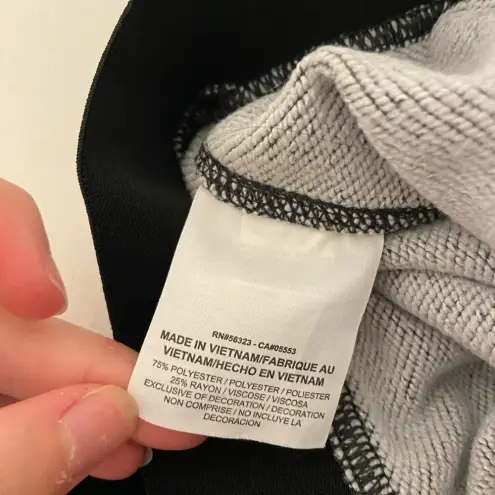 RN#56323 - CA#05553
MADE IN VIETNAM/FABRIQUE AU
VIETNAM/HECHO EN VIETNAM
75% POLYESTER / POLYESTER / POLIESTER
25% RAYON / VISCOSE / VISCOSA
EXCLUSIVE OF DECORATION / DECORATION
NON COMPRISE / NO INCLUYE LA
DECORACION